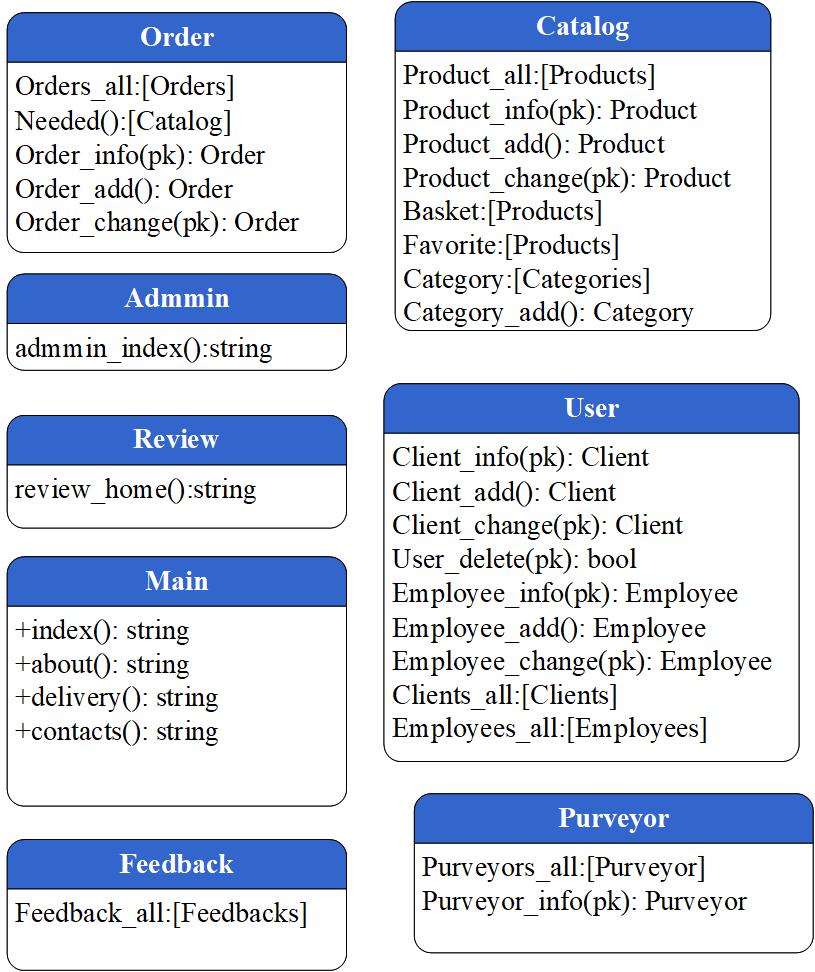 Order
Orders_all:[Orders]
Needed():[Catalog]
Order_info(pk): Order
Order_add(): Order
Order_change(pk): Order
Admmin
admmin_index():string
Review
review_home():string
Main
+index(): string
+about(): string
+delivery(): string
+contacts(): string
Feedback
Feedback_all:[Feedbacks]
Catalog
Product_all:[Products]
Product_info(pk): Product
Product_add(): Product
Product_change(pk): Product
Basket:[Products]
Favorite:[Products]
Category:[Categories]
Category_add(): Category
User
Client_info(pk): Client
Client_add(): Client
Client_change(pk): Client
User_delete(pk): bool
Employee_info(pk): Employee
Employee_add(): Employee
Employee_change(pk): Employee
Clients_all:[Clients]
Employees_all:[Employees]
Purveyor
Purveyors_all:[Purveyor]
Purveyor_info(pk): Purveyor